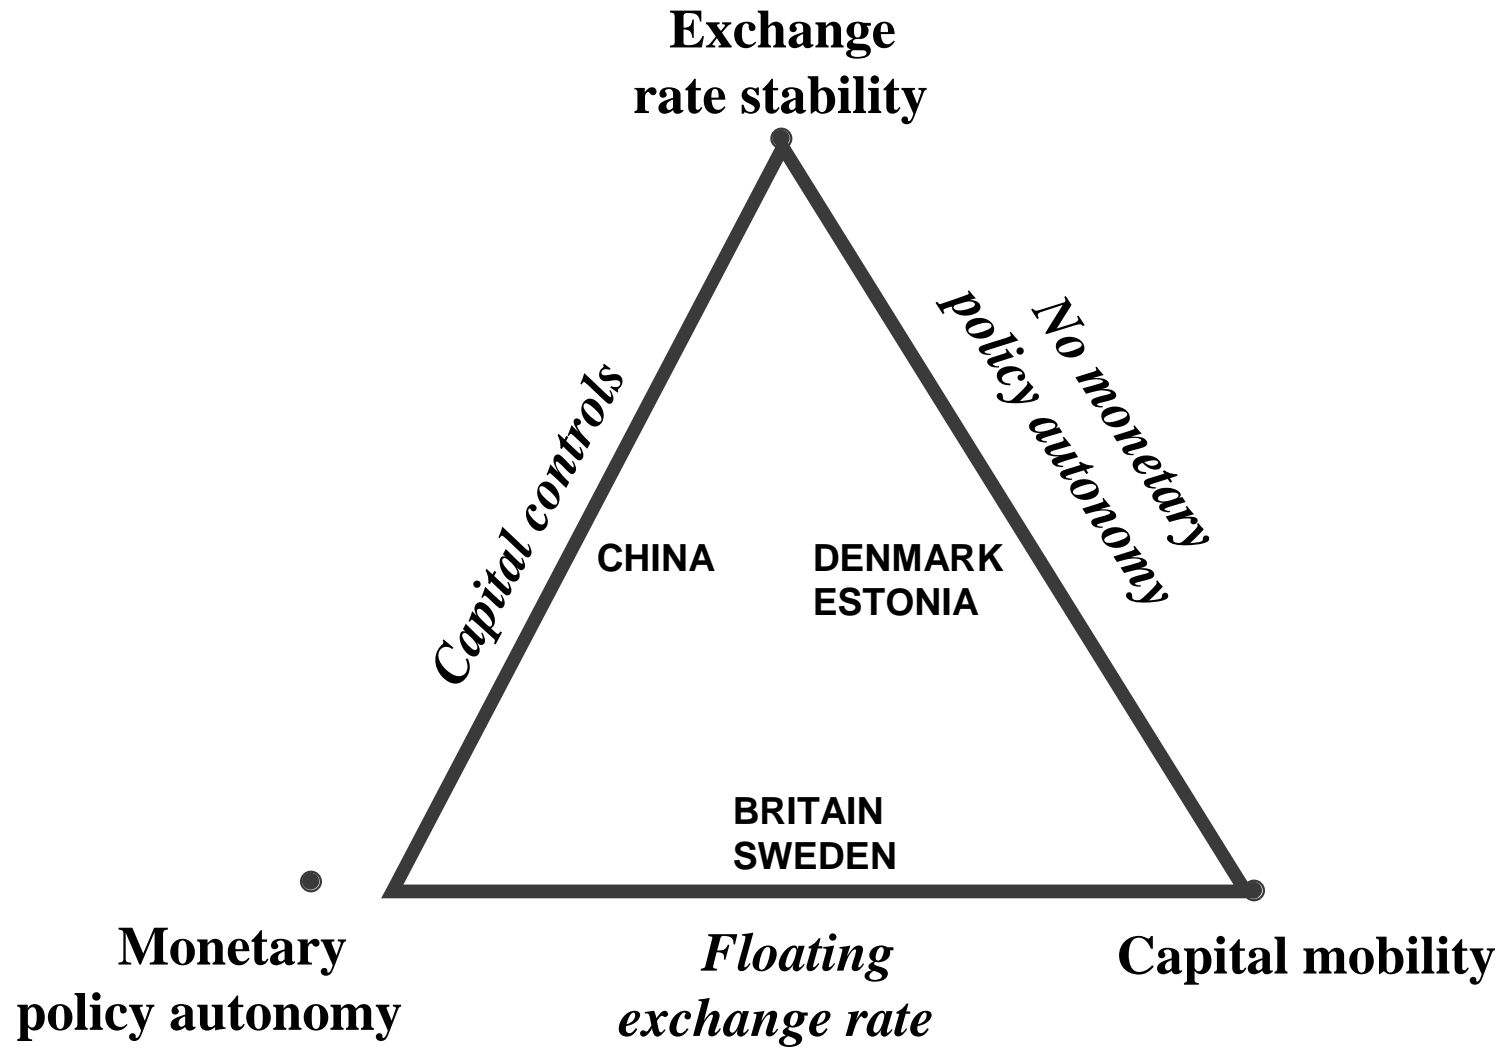 Exchange
rate stability
No monetary
policy autonomy
Capital controls
CHINA
DENMARK
ESTONIA
BRITAIN
SWEDEN
Monetary
policy autonomy
Floating
exchange rate
Capital mobility